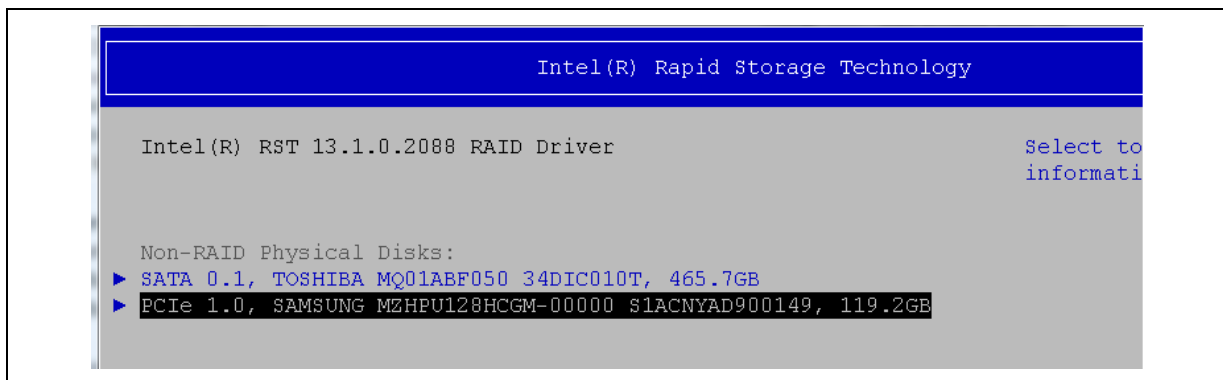 Intel(R) Rapid Storage Technology
Intel(R) RST 13.1.0.2088 RAID Driver
Select to
informati
Non-RAID Physical Disks:
SATA 0.1, TOSHIBA MQ01ABF050 34DIC010T, 465.7GB
PCIe 1.0, SAMSUNG MZHPU128HCGM-00000 S1ACNYAD900149, 119.2GB